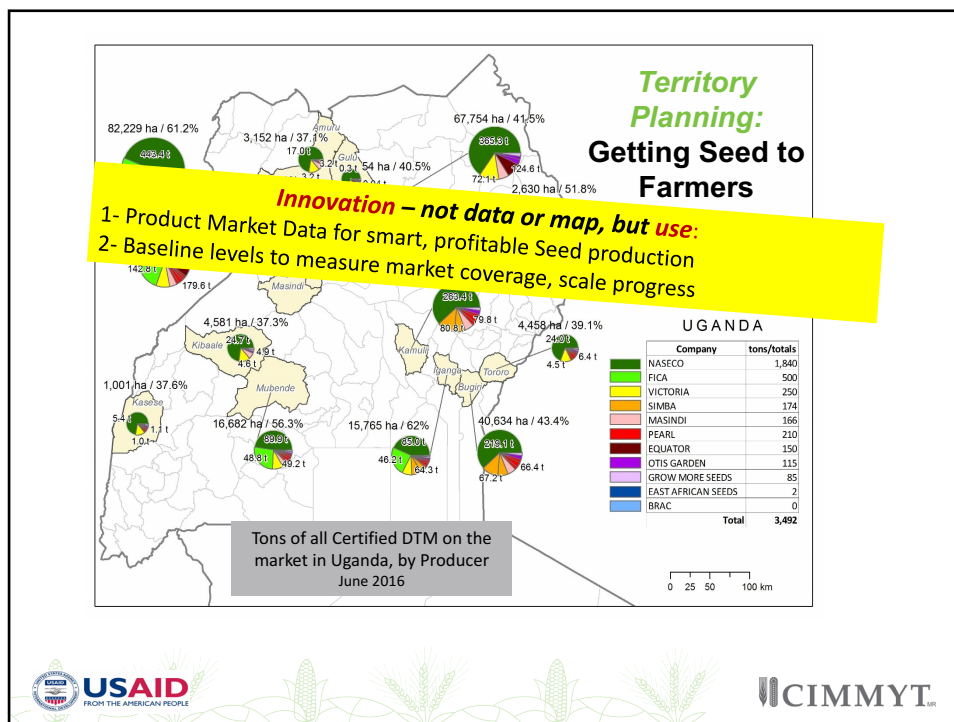 Territory
Planning:
Getting Seed to
Farmers
82,229 ha / 61.2%
443.4 t
3,152 ha / 37.1%
Amuru
17.0 t
3.2 t
3.2 t
Gulu
0.3 t
54 ha / 40.5%
67,754 ha / 41.5%
365.3 t
124.6 t
72.1 t
2,630 ha / 51.8%
Innovation – not data or map, but use:
1- Product Market Data for smart, profitable Seed production
2- Baseline levels to measure market coverage, scale progress
142.8 t
179.6 t
Masindi
263.4 t
79.8 t
80.8 t
4,581 ha / 37.3%
Kibaale
24.7 t
4.9 t
4.6 t
Mubende
Kamuli
Iganga
Bugiri
Tororo
4,458 ha / 39.1%
24.0 t
6.4 t
4.5 t
1,001 ha / 37.6%
Kasese
5.4 t
1.1 t
1.0 t
16,682 ha / 56.3%
89.9 t
48.8 t
49.2 t
15,765 ha / 62%
85.0 t
46.2 t
64.3 t
40,634 ha / 43.4%
219.1 t
66.4 t
67.2 t
UGANDA
Company tons/totals
NASECO 1,840
FICA 500
VICTORIA 250
SIMBA 174
MASINDI 166
PEARL 210
EQUATOR 150
OTIS GARDEN 115
GROW MORE SEEDS 85
EAST AFRICAN SEEDS 2
BRAC 0
Total 3,492
Tons of all Certified DTM on the
market in Uganda, by Producer
June 2016
0 25 50 100 km
USAID
FROM THE AMERICAN PEOPLE
CIMMYT
MR